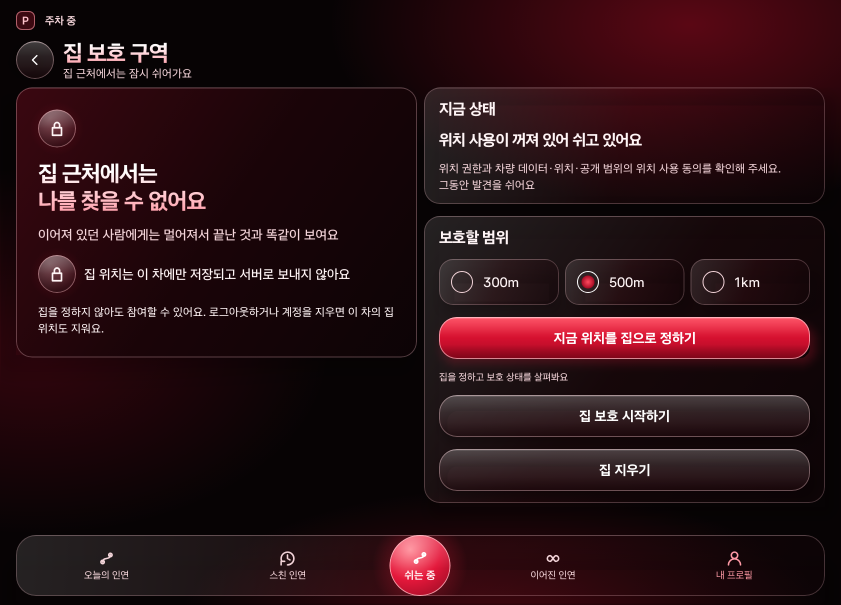 P 주차 중
집 보호 구역
집 근처에서는 잠시 쉬어가요
집 근처에서는
나를 찾을 수 없어요
이어져 있던 사람에게는 멀어져서 끝난 것과 똑같이 보여요
집 위치는 이 차에만 저장되고 서버로 보내지 않아요
집을 정하지 않아도 참여할 수 있어요. 로그아웃하거나 계정을 지우면 이 차의 집
위치도 지워요.
지금 상태
위치 사용이 꺼져 있어 쉬고 있어요
위치 권한과 차량 데이터·위치·공개 범위의 위치 사용 동의를 확인해 주세요.
그동안 발견을 쉬어요
보호할 범위
300m
500m
1km
지금 위치를 집으로 정하기
집을 정하고 보호 상태를 살펴봐요
집 보호 시작하기
집 지우기
오늘의 인연
스친 인연
쉬는 중
이어진 인연
내 프로필